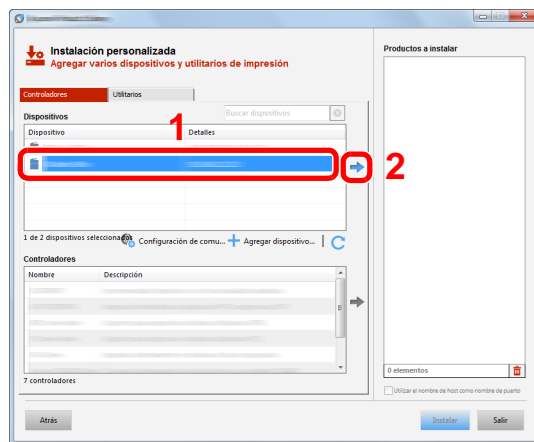 Instalación personalizada
Agregar varios dispositivos y utilitarios de impresión
Productos a instalar
Controladores
Utilitarios
Dispositivos
Buscar dispositivos
Dispositivo
Detalles
1
2
1 de 2 dispositivos seleccionados
Configuración de comu...
Agregar dispositivo...
Controladores
Nombre
Descripción
7 controladores
0 elementos
Utilizar el nombre de host como nombre de puerto
Atrás
Instalar
Salir